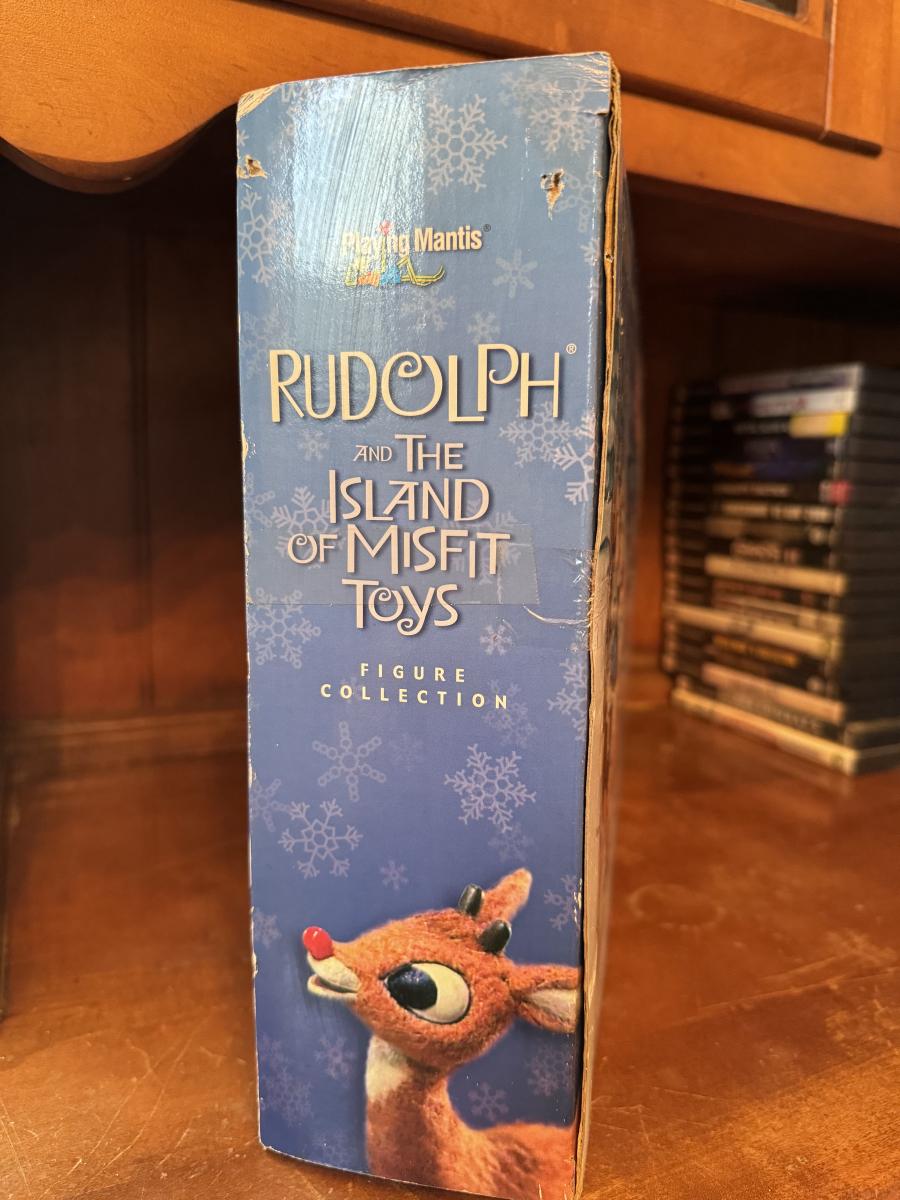 Playing Mantis®
RUDOLPH®
AND THE
ISLAND
OF MISFIT
TOYS
FIGURE
COLLECTION